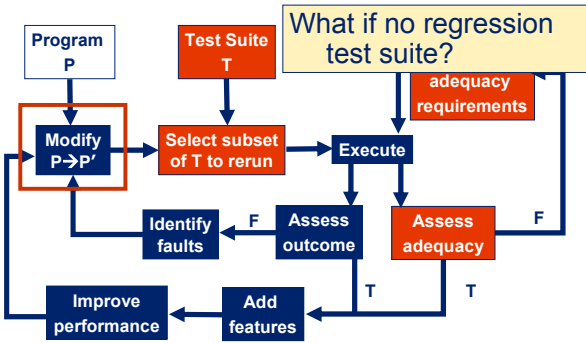 What if no regression
test suite?
Program
P
Test Suite
T
adequacy
requirements
Modify
P→P'
Select subset
of T to rerun
Execute
Identify
faults
F
Assess
outcome
Assess
adequacy
F
T
T
Improve
performance
Add
features